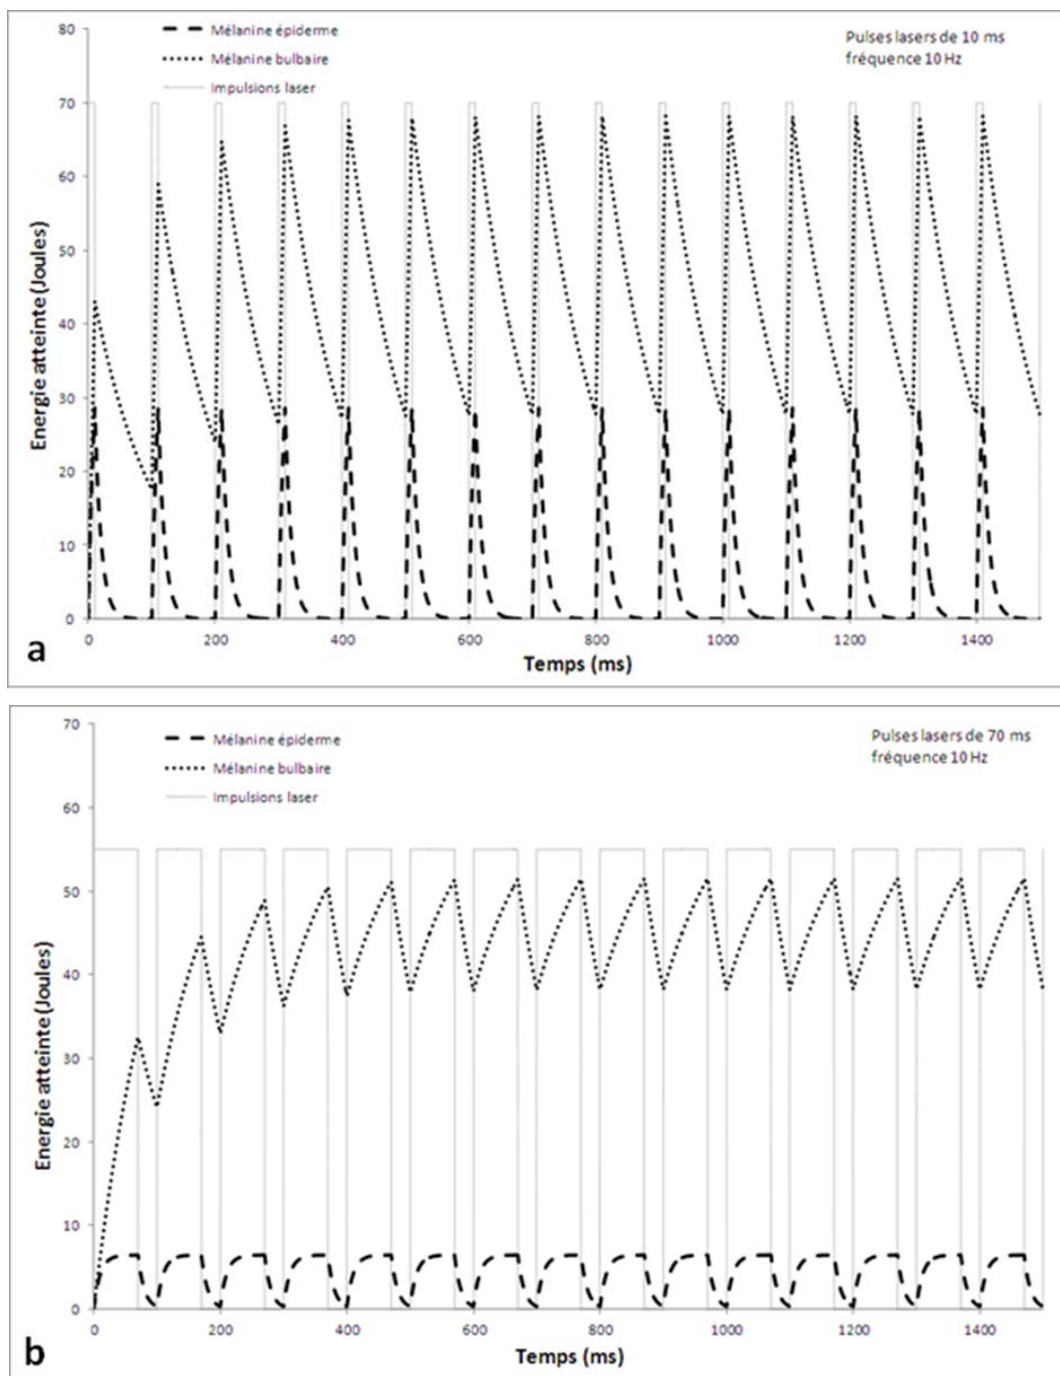 80
70
60
50
40
30
20
10
0
Energie atteinte (Joules)
Mélanine épiderme
Mélanine bulbaire
Impulsions laser
Pulses lasers de 10 ms
fréquence 10 Hz
0 200 400 600 800 1000 1200 1400
Temps (ms)
a
70
60
50
40
30
20
10
0
Energie atteinte (Joules)
Mélanine épiderme
Mélanine bulbaire
Impulsions laser
Pulses lasers de 70 ms
fréquence 10 Hz
0 200 400 600 800 1000 1200 1400
Temps (ms)
b